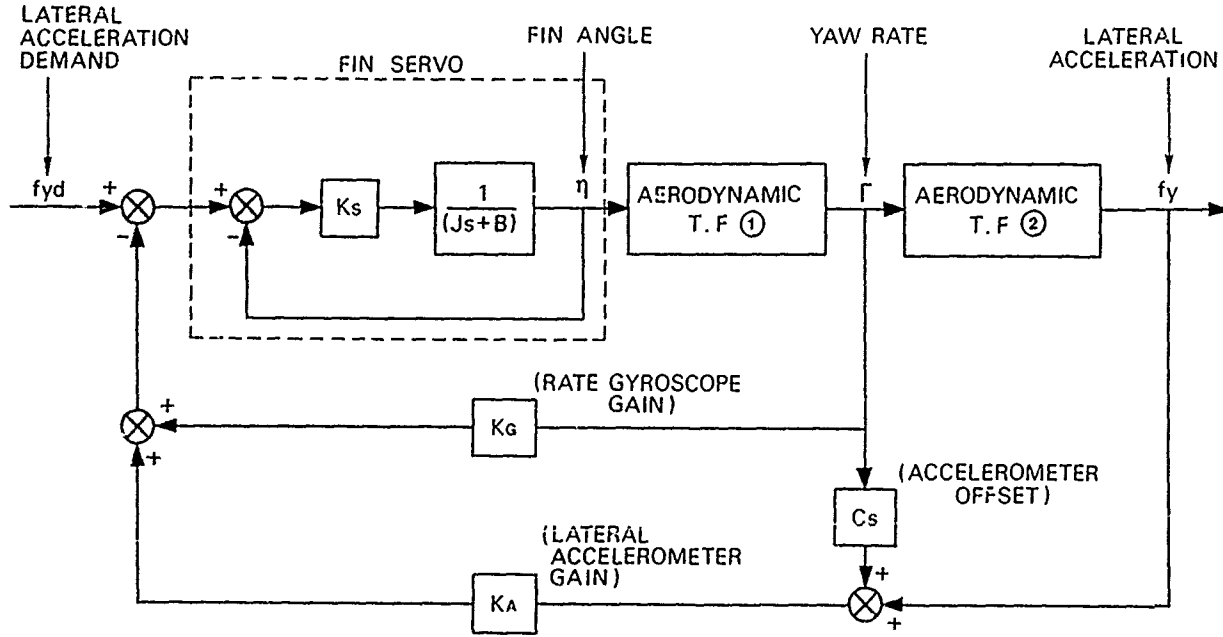 LATERAL
ACCELERATION
DEMAND
FIN SERVO
FIN ANGLE
YAW RATE
LATERAL
ACCELERATION
fyd
+
-
+
-
Ks
1
(Js+B)
η
AERODYNAMIC
T.F ①
Γ
AERODYNAMIC
T.F ②
fy
(RATE GYROSCOPE
GAIN)
+
+
KG
(ACCELEROMETER
OFFSET)
Cs
(LATERAL
ACCELEROMETER
GAIN)
KA
+
+